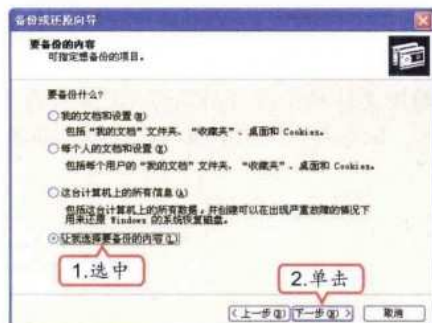 备份或还原向导
要备份的内容
可指定想备份的项目。
要备份什么?
我的文档和设置(M)
包括“我的文档”文件夹、“收藏夹”、桌面和 Cookies。
每个人的文档和设置(E)
包括每个用户的“我的文档”文件夹、“收藏夹”、桌面和 Cookies。
这台计算机上的所有信息(A)
包括这台计算机上的所有数据,并创建可以在出现严重故障的情况下
用来还原 Windows 的系统恢复磁盘。
让我选择要备份的内容(L)
1.选中
2.单击
<上一步(B) 下一步(N)> 取消